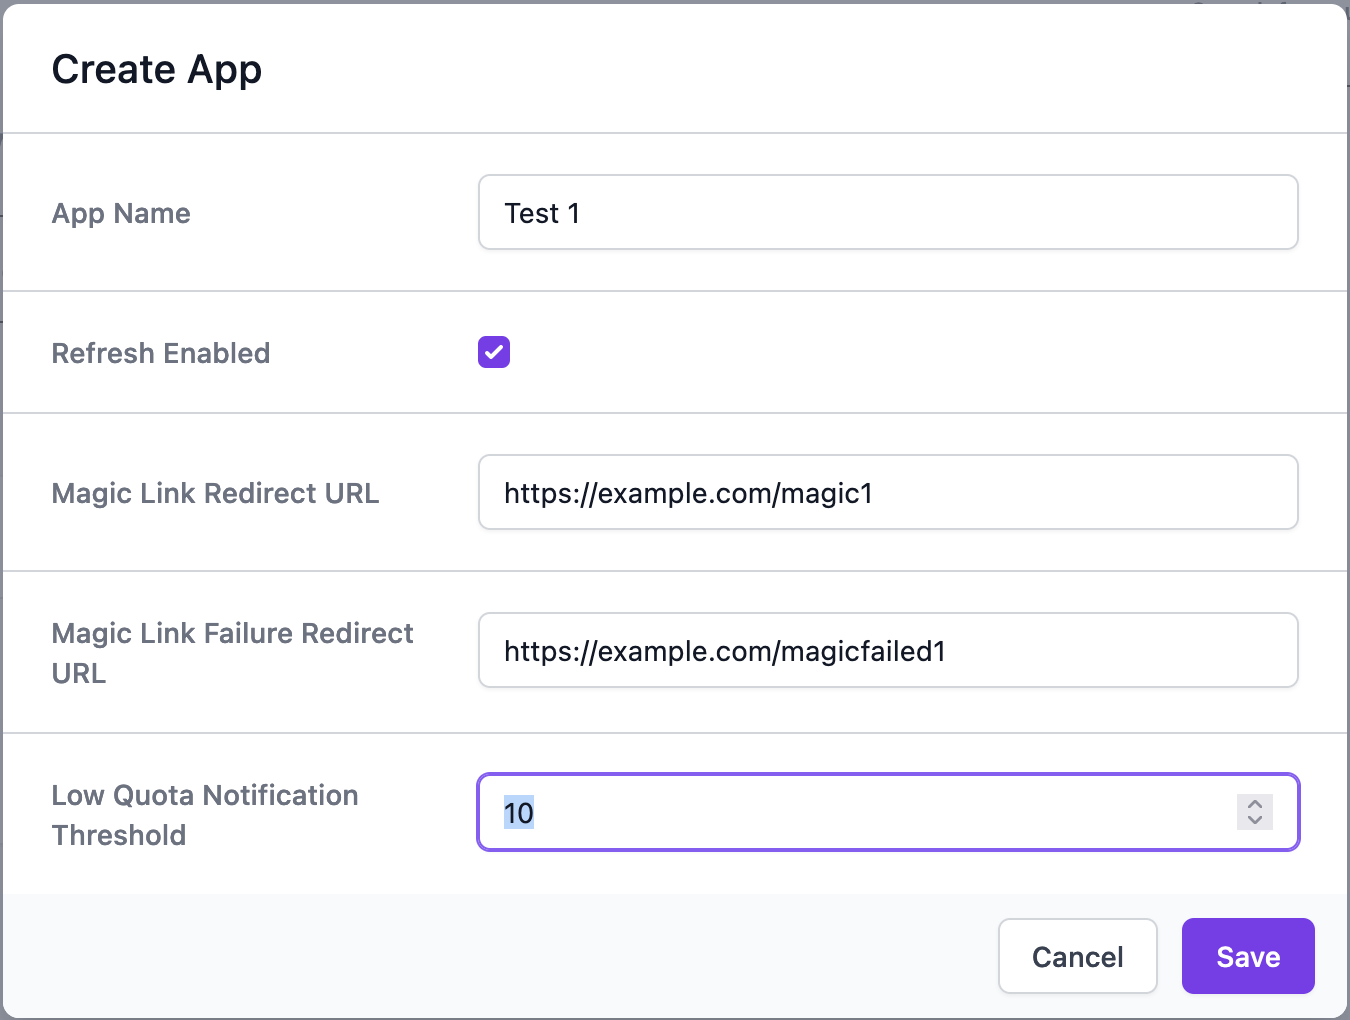 Create App
App Name
Test 1
Refresh Enabled
Magic Link Redirect URL
https://example.com/magic1
Magic Link Failure Redirect
URL
https://example.com/magicfailed1
Low Quota Notification
Threshold
10
Cancel
Save